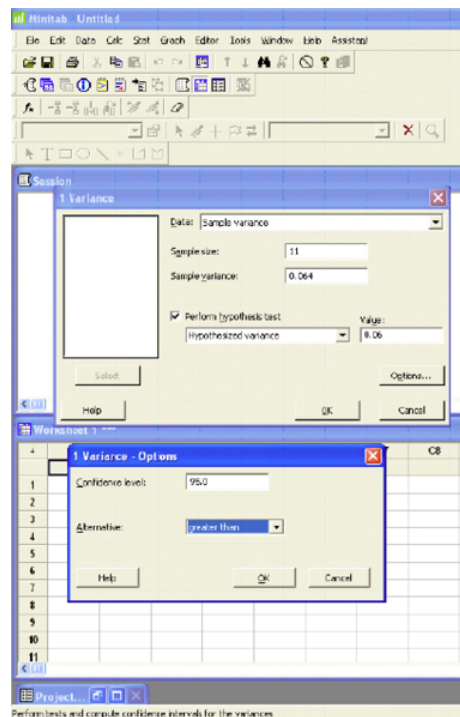 Minitab - Untitled
File Edit Data Calc Stat Graph Editor Tools Window Help Assistant
Session
1 Variance
Data: Sample variance
Sample size: 11
Sample variance: 0.064
Perform hypothesis test Value:
Hypothesized variance 0.06
Select Options...
Help OK Cancel
Worksheet 1 ***
C8
1 Variance - Options
1 Confidence level: 95.0
2
3
4 Alternative: greater than
5
6
7 Help OK Cancel
8
9
10
11
Project...
Perform tests and compute confidence intervals for the variances